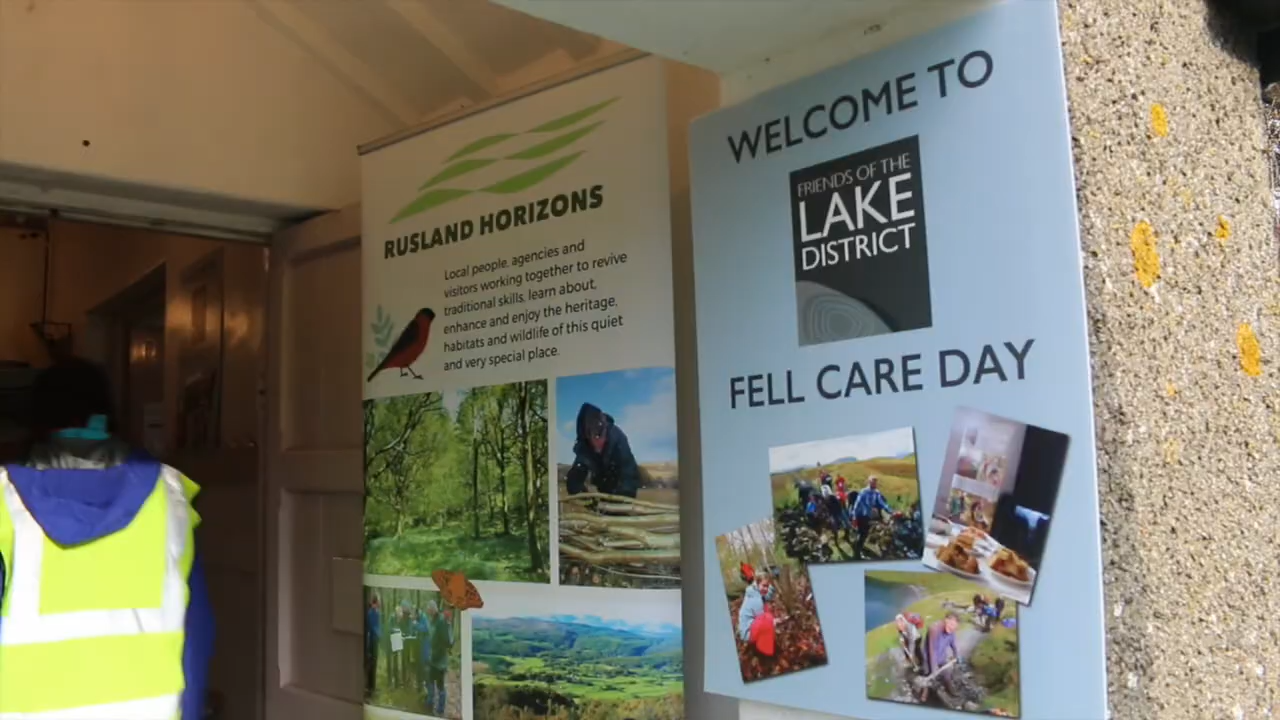 RUSLAND HORIZONS
Local people, agencies and
visitors working together to revive
traditional skills, learn about,
enhance and enjoy the heritage,
habitats and wildlife of this quiet
and very special place.
WELCOME TO
FRIENDS OF THE
LAKE
DISTRICT
FELL CARE DAY